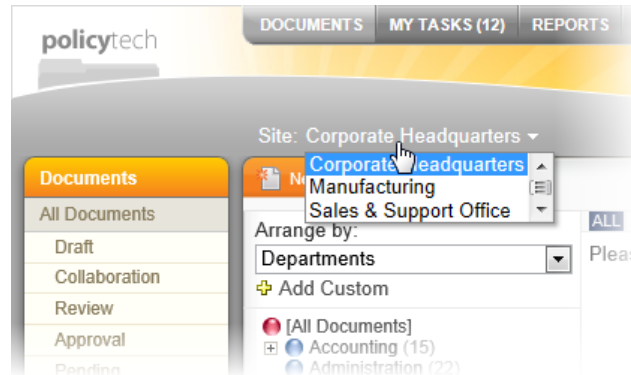 policytech
DOCUMENTS MY TASKS (12) REPORTS
Site: Corporate Headquarters
Corporate Headquarters
Manufacturing
Sales & Support Office
Documents
All Documents
Draft
Collaboration
Review
Approval
Pending
Arrange by:
Departments
Add Custom
[All Documents]
Accounting (15)
Administration (22)
ALL